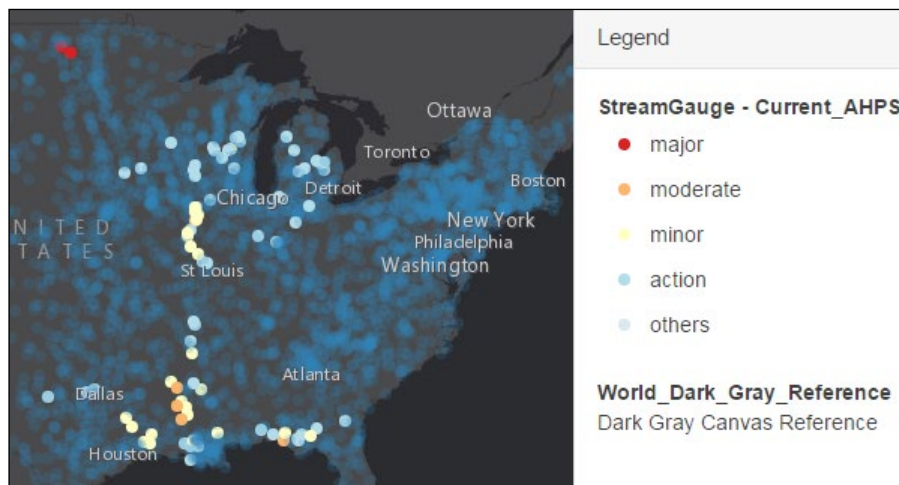 Legend
StreamGauge - Current_AHPS
major
moderate
minor
action
others
World_Dark_Gray_Reference
Dark Gray Canvas Reference
Ottawa
Toronto
Boston
Detroit
Chicago
New York
Philadelphia
Washington
NITED
TATES
St Louis
Atlanta
Dallas
Houston